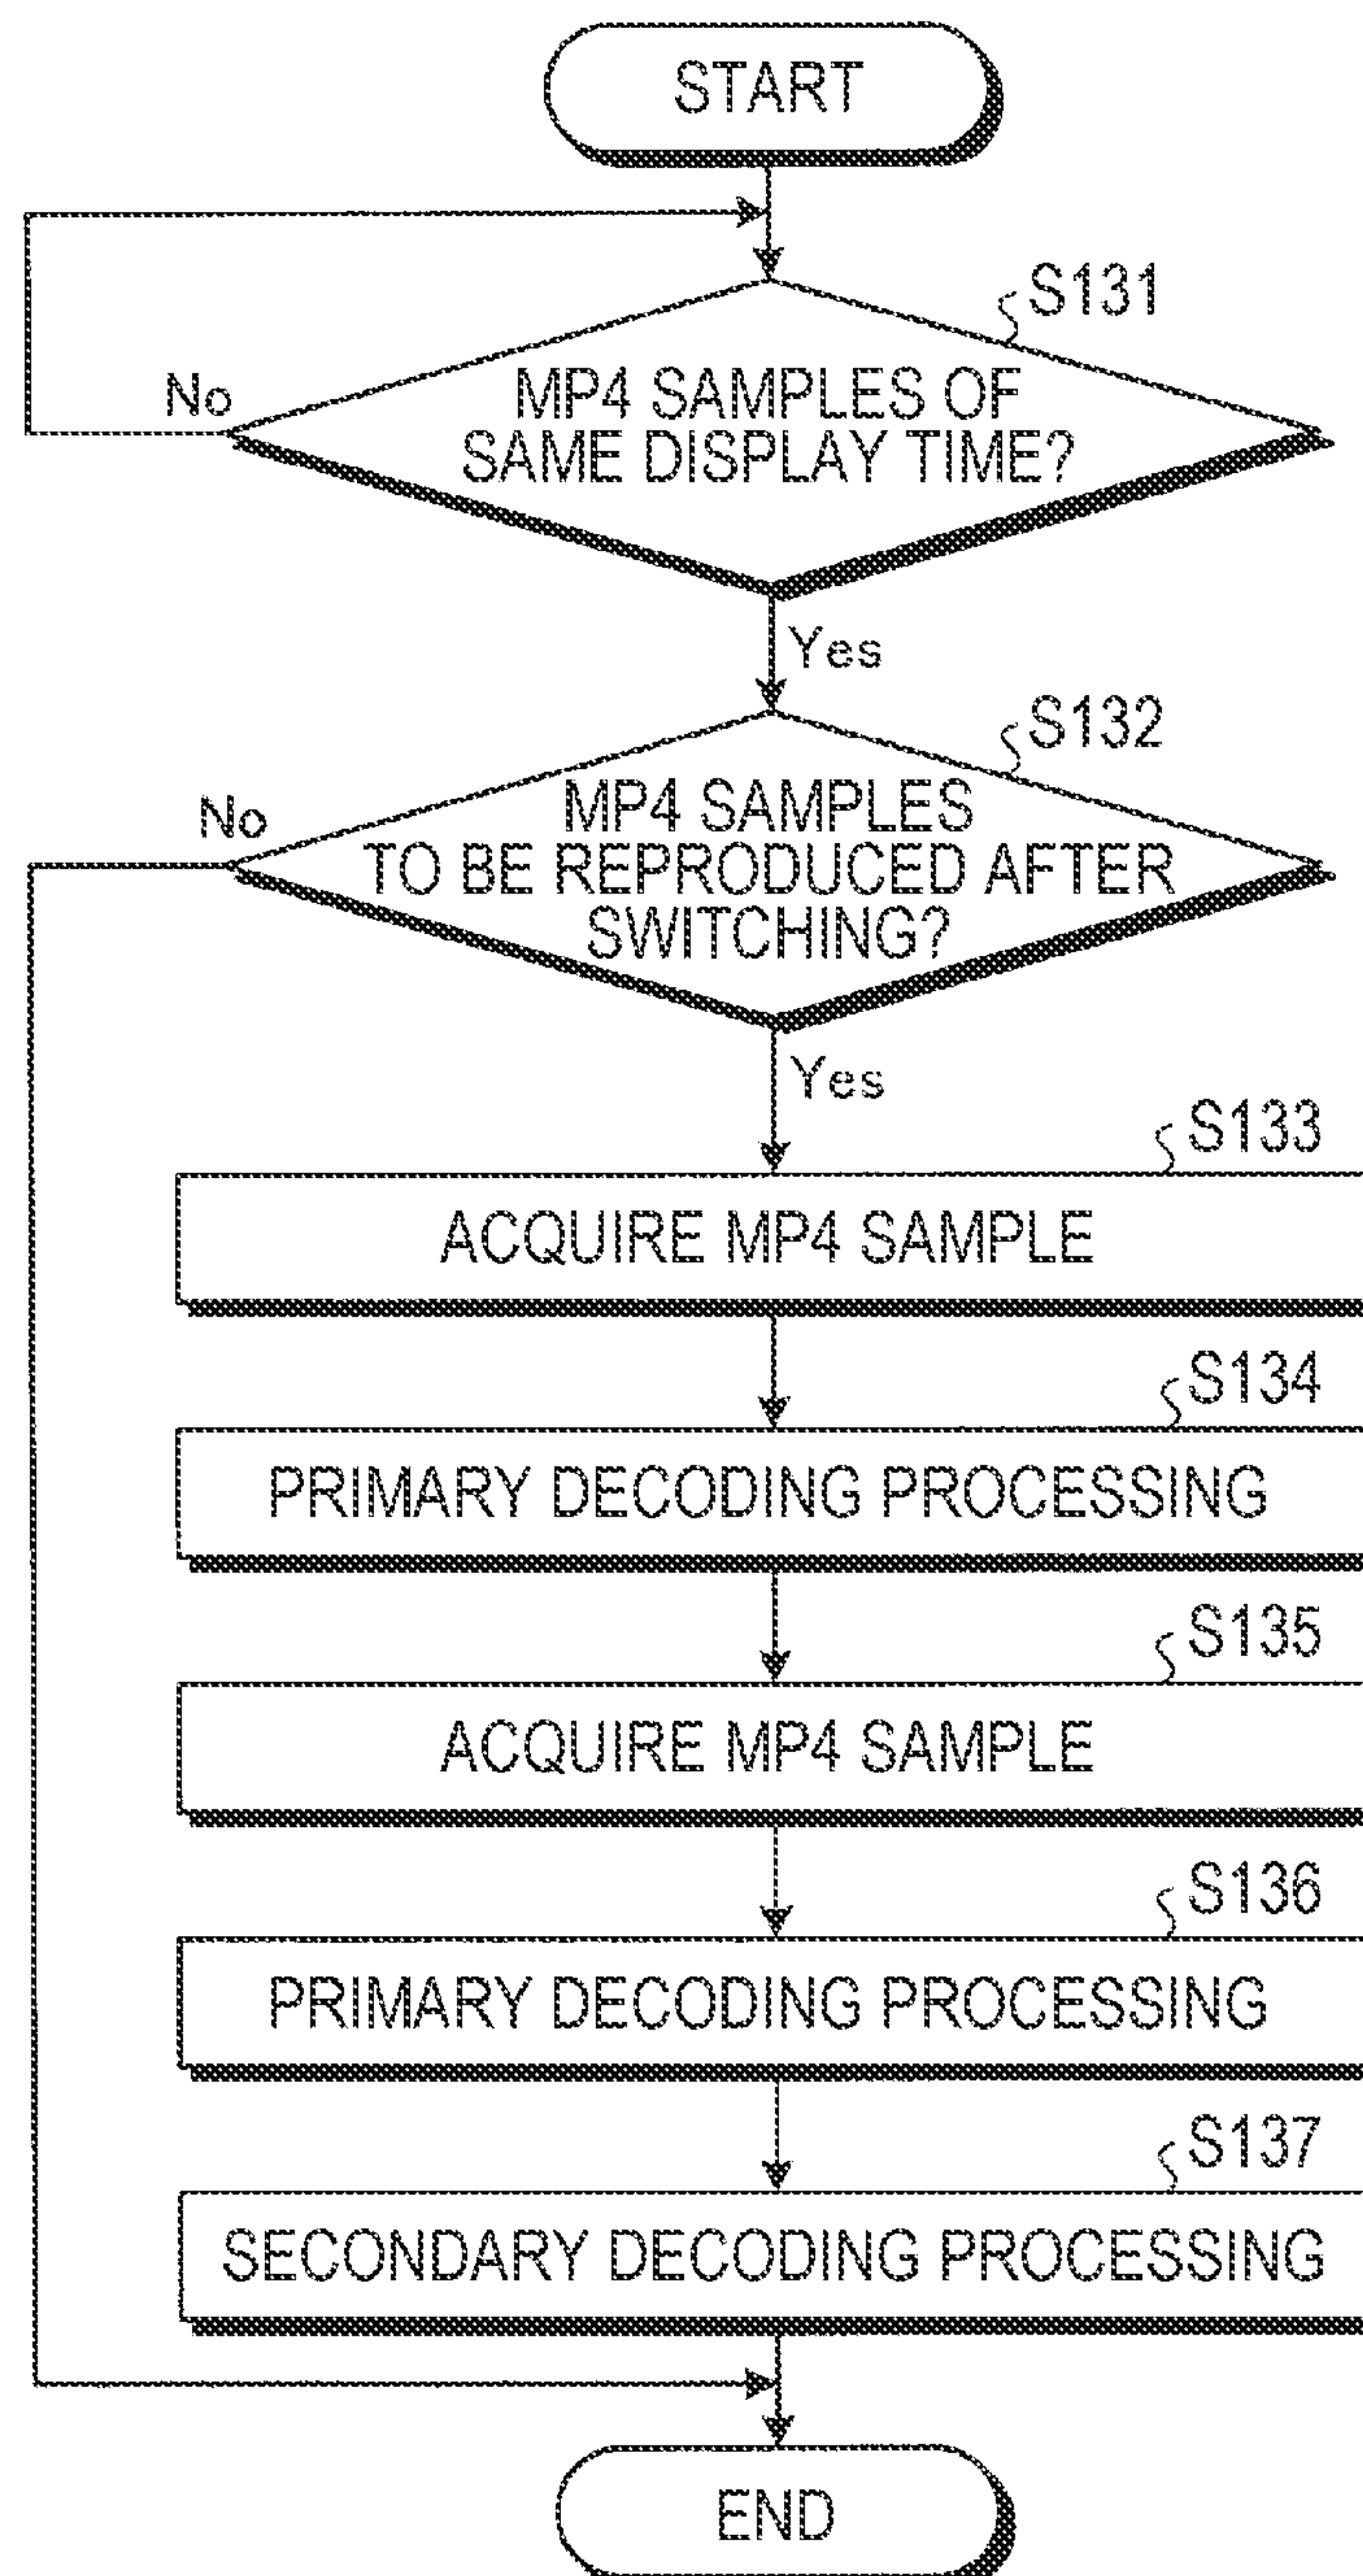 START
S131
No
MP4 SAMPLES OF
SAME DISPLAY TIME?
Yes
S132
No
MP4 SAMPLES
TO BE REPRODUCED AFTER
SWITCHING?
Yes
S133
ACQUIRE MP4 SAMPLE
S134
PRIMARY DECODING PROCESSING
S135
ACQUIRE MP4 SAMPLE
S136
PRIMARY DECODING PROCESSING
S137
SECONDARY DECODING PROCESSING
END